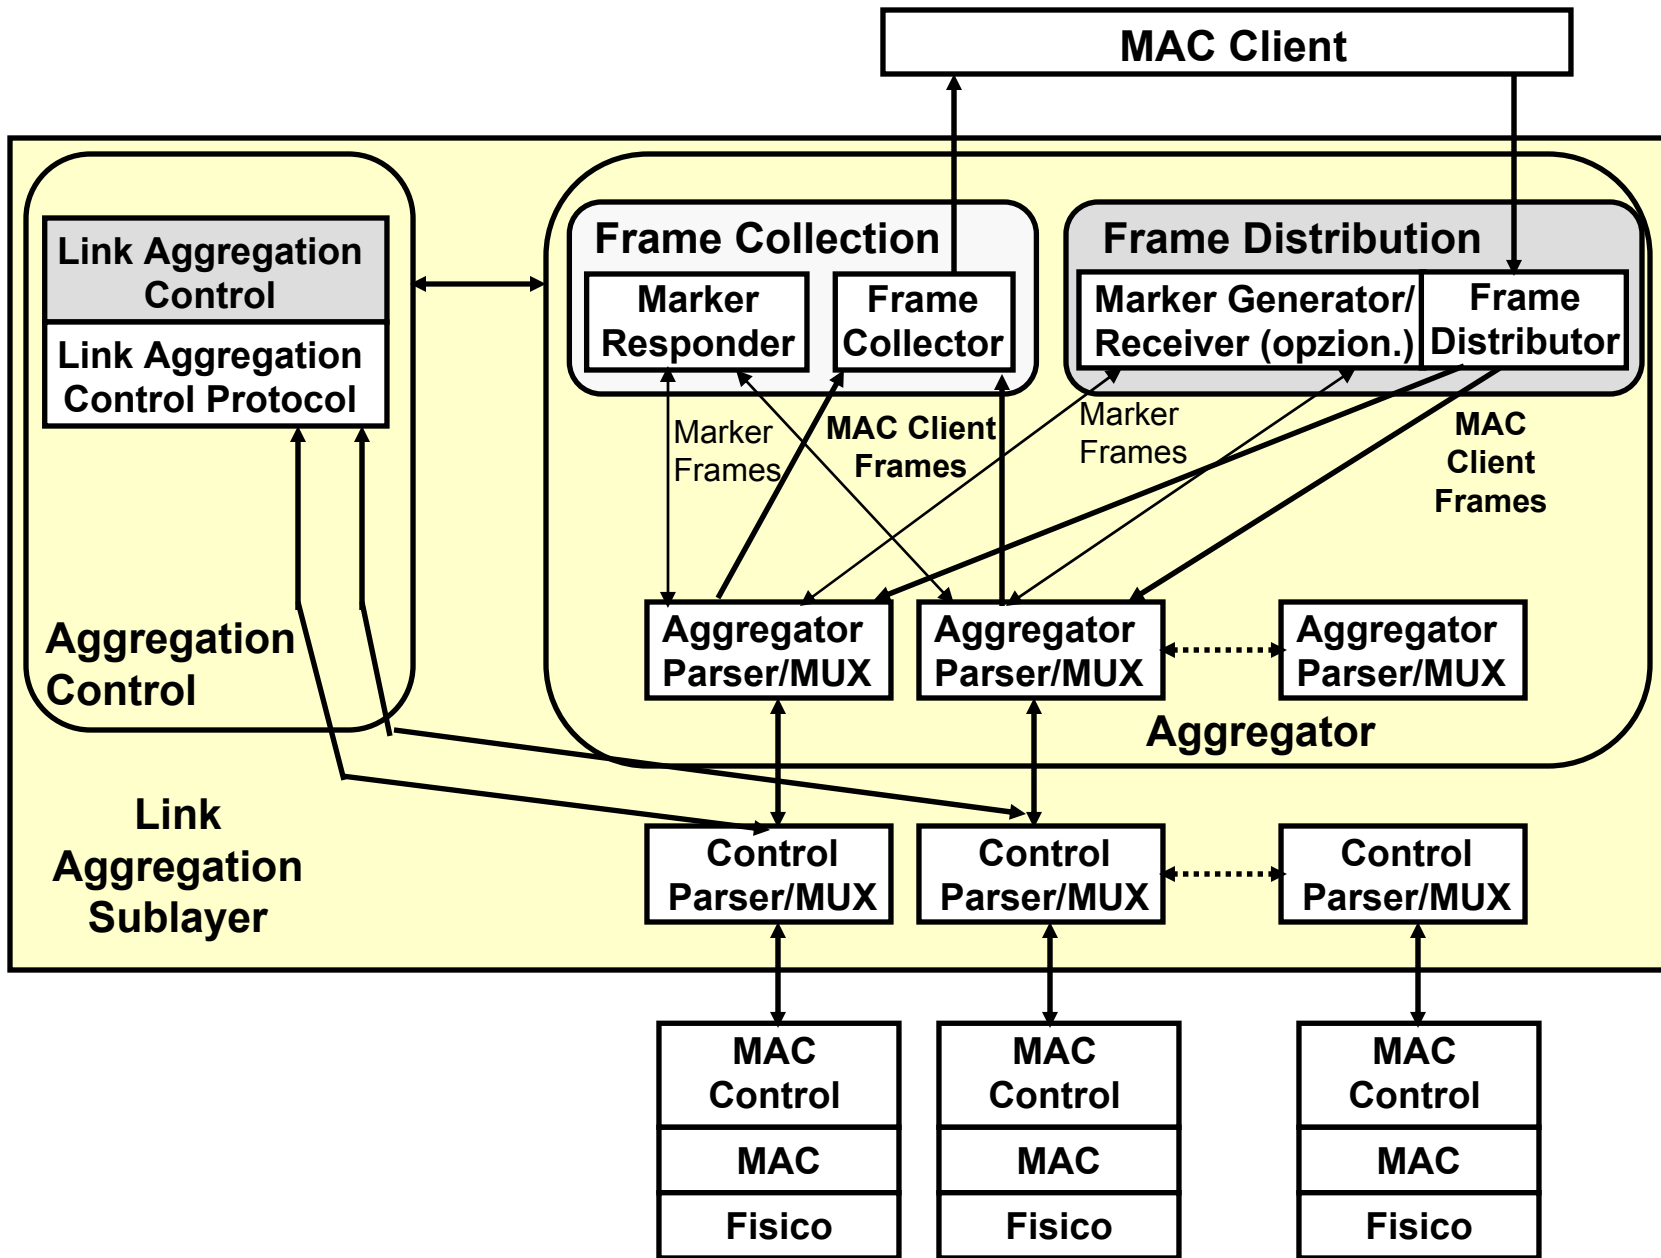 MAC Client
Link Aggregation
Control
Link Aggregation
Control Protocol
Aggregation
Control
Frame Collection
Marker
Responder
Frame
Collector
Frame Distribution
Marker Generator/
Receiver (opzion.)
Frame
Distributor
Marker
Frames
MAC Client
Frames
Marker
Frames
MAC
Client
Frames
Aggregator
Parser/MUX
Aggregator
Parser/MUX
Aggregator
Parser/MUX
Aggregator
Link
Aggregation
Sublayer
Control
Parser/MUX
Control
Parser/MUX
Control
Parser/MUX
MAC
Control
MAC
Fisico
MAC
Control
MAC
Fisico
MAC
Control
MAC
Fisico